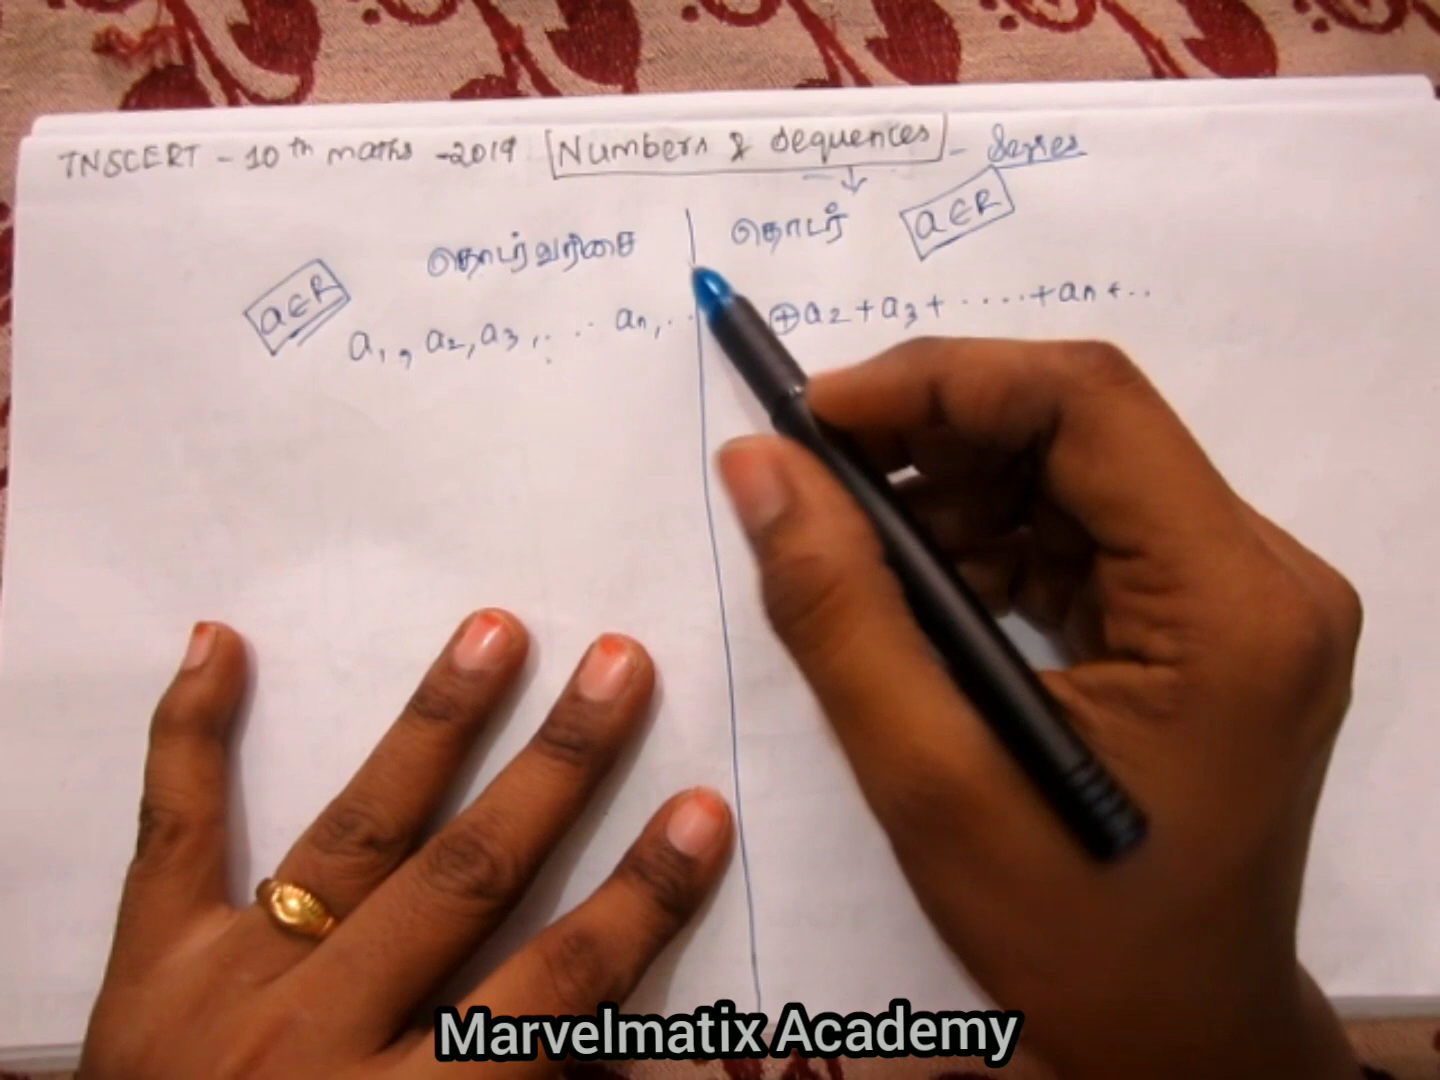 TNSCERT - 10th maths - 2019 Numbers & Sequences - Series
தொடர்வரிசை
தொடர்
a∈R
a∈R
a1, a2, a3, ... an, ..
+ a2 + a3 + ..... + an + ...
Marvelmatix Academy